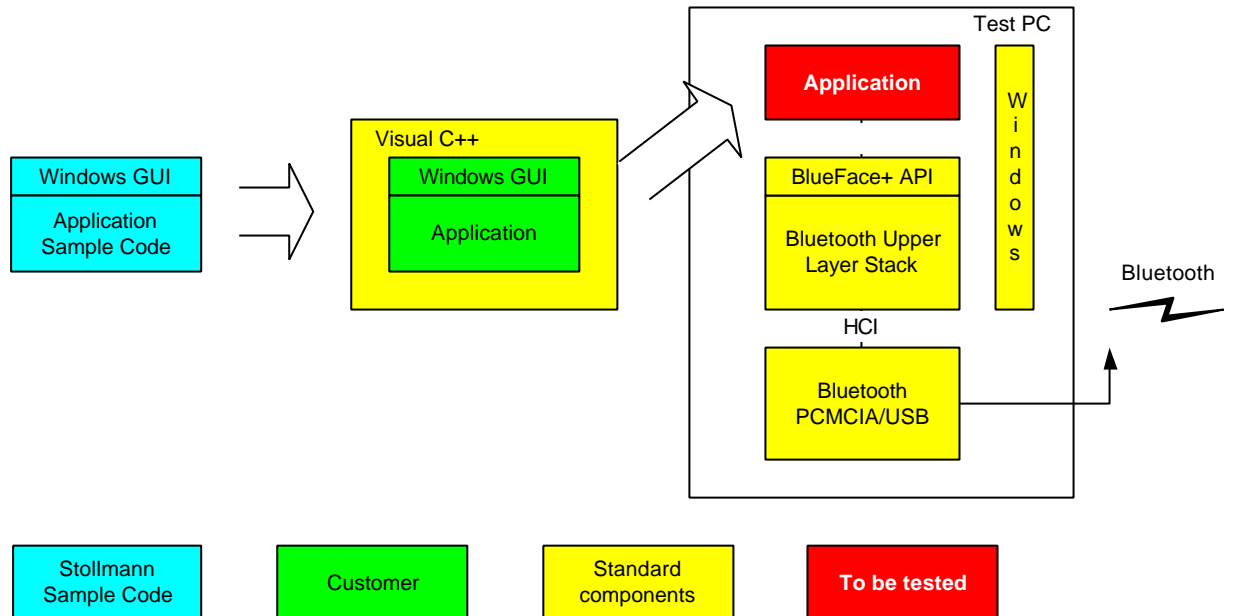 Test PC
Application
Windows
Visual C++
Windows GUI
Application
Sample Code
Windows GUI
Application
BlueFace+ API
Bluetooth Upper
Layer Stack
HCI
Bluetooth
PCMCIA/USB
Bluetooth
Stollmann
Sample Code
Customer
Standard
components
To be tested